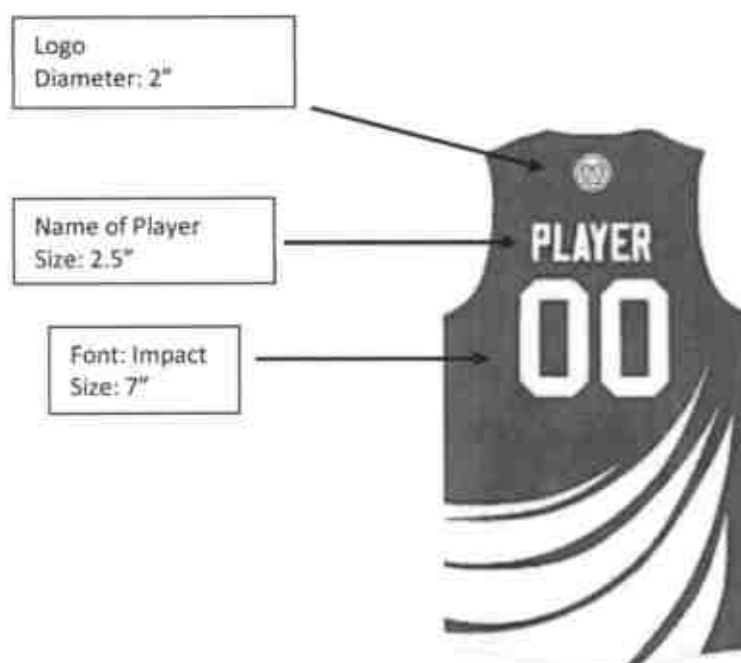 Logo
Diameter: 2"
Name of Player
Size: 2.5"
PLAYER
Font: Impact
Size: 7"
00